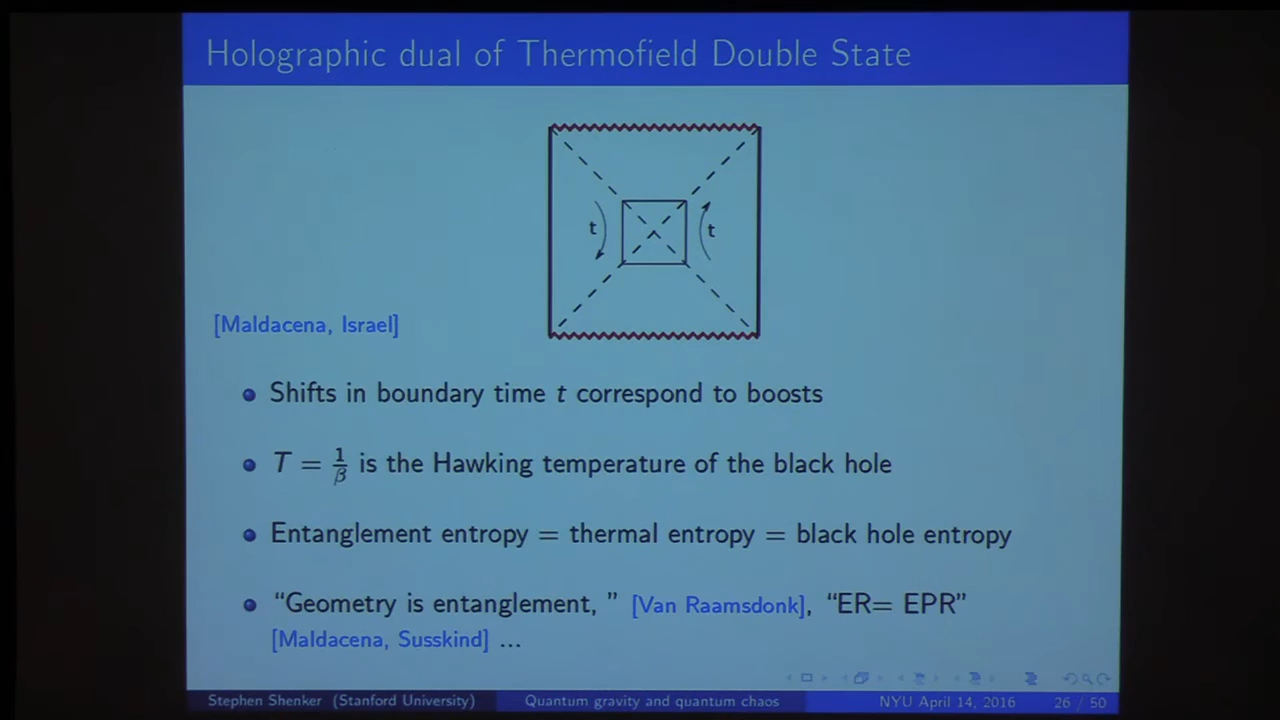 Holographic dual of Thermofield Double State
t
t
[Maldacena, Israel]
Shifts in boundary time t correspond to boosts
T = 1/β is the Hawking temperature of the black hole
Entanglement entropy = thermal entropy = black hole entropy
“Geometry is entanglement, ” [Van Raamsdonk], “ER= EPR”
[Maldacena, Susskind] ...
Stephen Shenker (Stanford University)
Quantum gravity and quantum chaos
NYU April 14, 2016
26 / 50